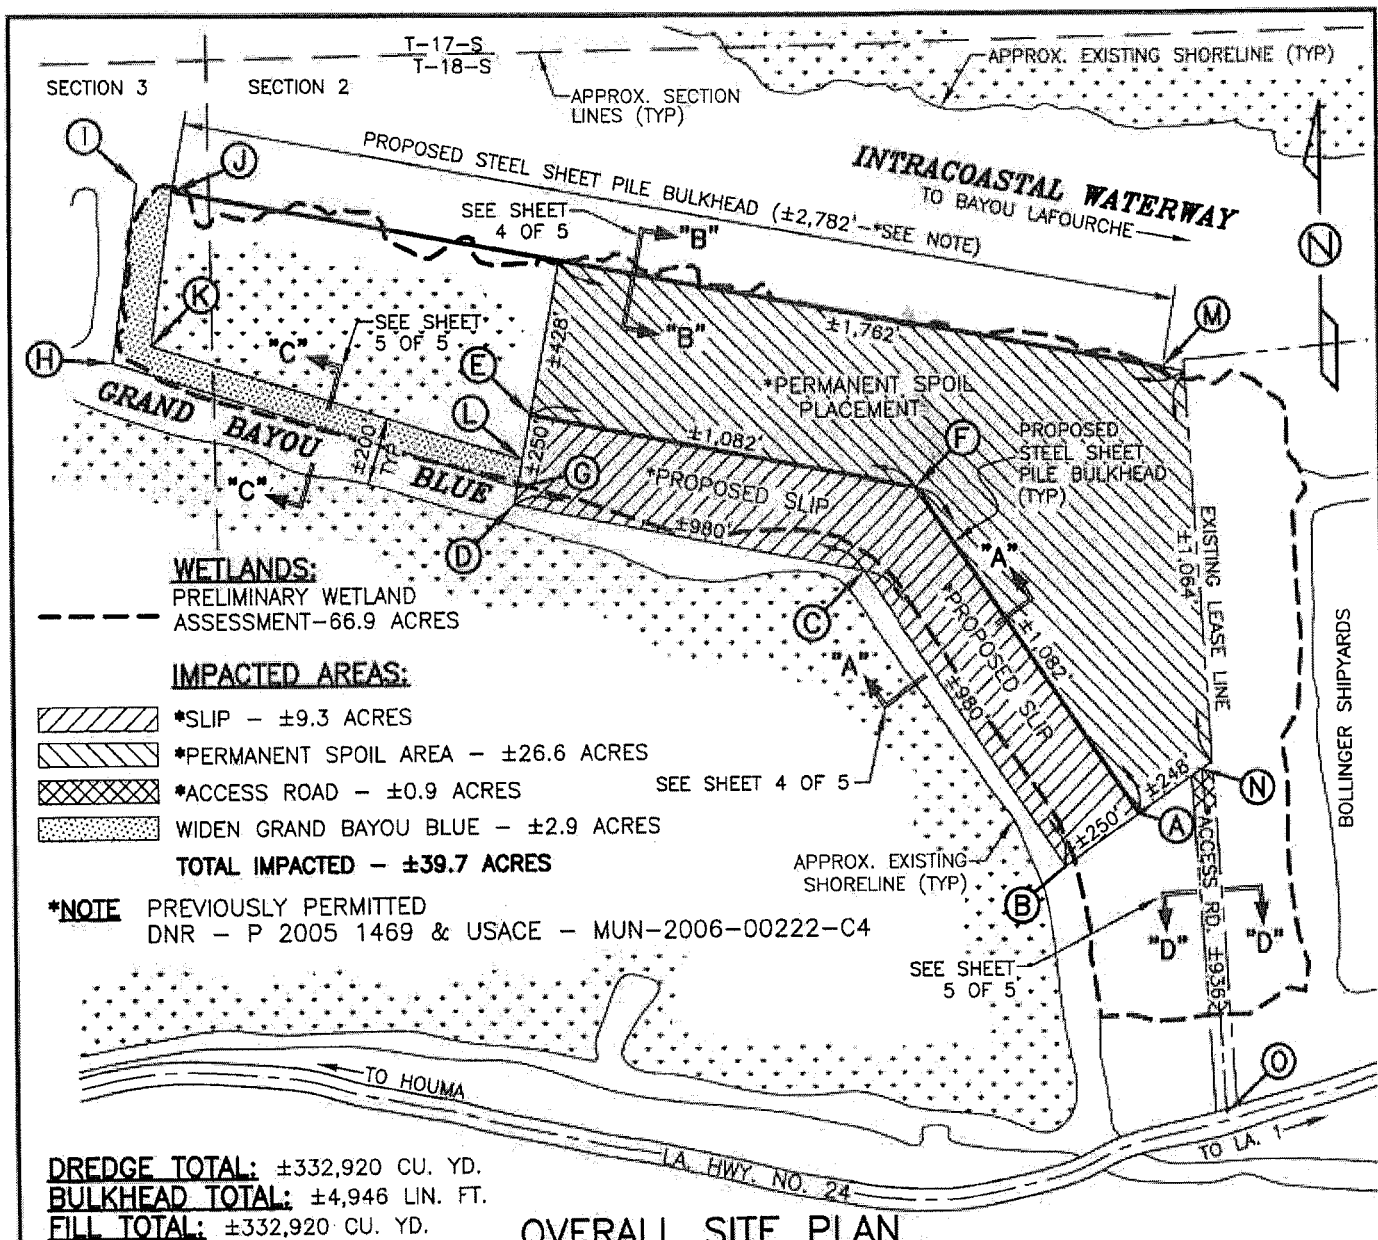 T-17-S
T-18-S
SECTION 3
SECTION 2
APPROX. SECTION
LINES (TYP)
APPROX. EXISTING SHORELINE (TYP)
I
J
PROPOSED STEEL SHEET PILE BULKHEAD (±2,782'-*SEE NOTE)
INTRACOASTAL WATERWAY
TO BAYOU LAFOURCHE
N
SEE SHEET
4 OF 5
"B"
"B"
K
SEE SHEET
5 OF 5
"C"
±428'
±1,762'
M
H
E
*PERMANENT SPOIL
PLACEMENT
GRAND BAYOU BLUE
L
±250'
±1,082'
F
PROPOSED
STEEL SHEET
PILE BULKHEAD
(TYP)
±200'
TYP
G
*PROPOSED SLIP
"C"
±980'
D
"A"
EXISTING LEASE LINE
±1,064'
WETLANDS:
PRELIMINARY WETLAND
ASSESSMENT-66.9 ACRES
C
*PROPOSED SLIP
±1,082'
"A"
±980'
BOLLINGER SHIPYARDS
IMPACTED AREAS:
*SLIP - ±9.3 ACRES
*PERMANENT SPOIL AREA - ±26.6 ACRES
SEE SHEET 4 OF 5
*ACCESS ROAD - ±0.9 ACRES
WIDEN GRAND BAYOU BLUE - ±2.9 ACRES
TOTAL IMPACTED - ±39.7 ACRES
±248'
N
A
±250'
APPROX. EXISTING
SHORELINE (TYP)
B
*ACCESS RD. ±936'
*NOTE PREVIOUSLY PERMITTED
DNR - P 2005 1469 & USACE - MUN-2006-00222-C4
"D"
"D"
SEE SHEET
5 OF 5
TO HOUMA
O
LA. HWY. NO. 24
TO LA. 1
DREDGE TOTAL: ±332,920 CU. YD.
BULKHEAD TOTAL: ±4,946 LIN. FT.
FILL TOTAL: ±332,920 CU. YD.
OVERALL SITE PLAN